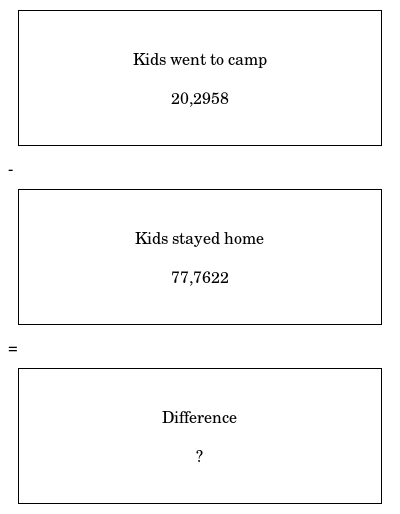 Kids went to camp
20,2958
-
Kids stayed home
77,7622
=
Difference
?